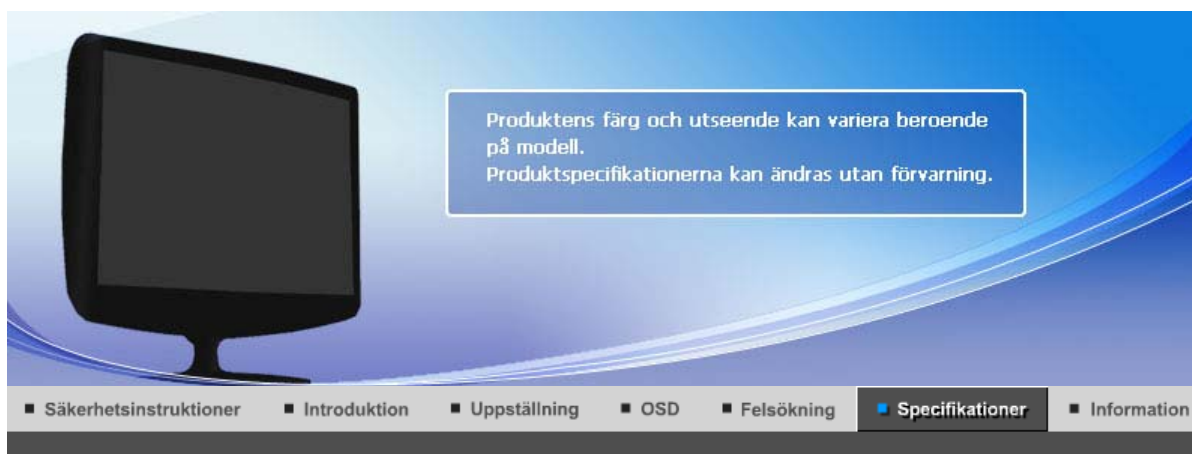 Produktens färg och utseende kan variera beroende
på modell.
Produktspecifikationerna kan ändras utan förvarning.
Säkerhetsinstruktioner
Introduktion
Uppställning
OSD
Felsökning
Specifikationer
Information